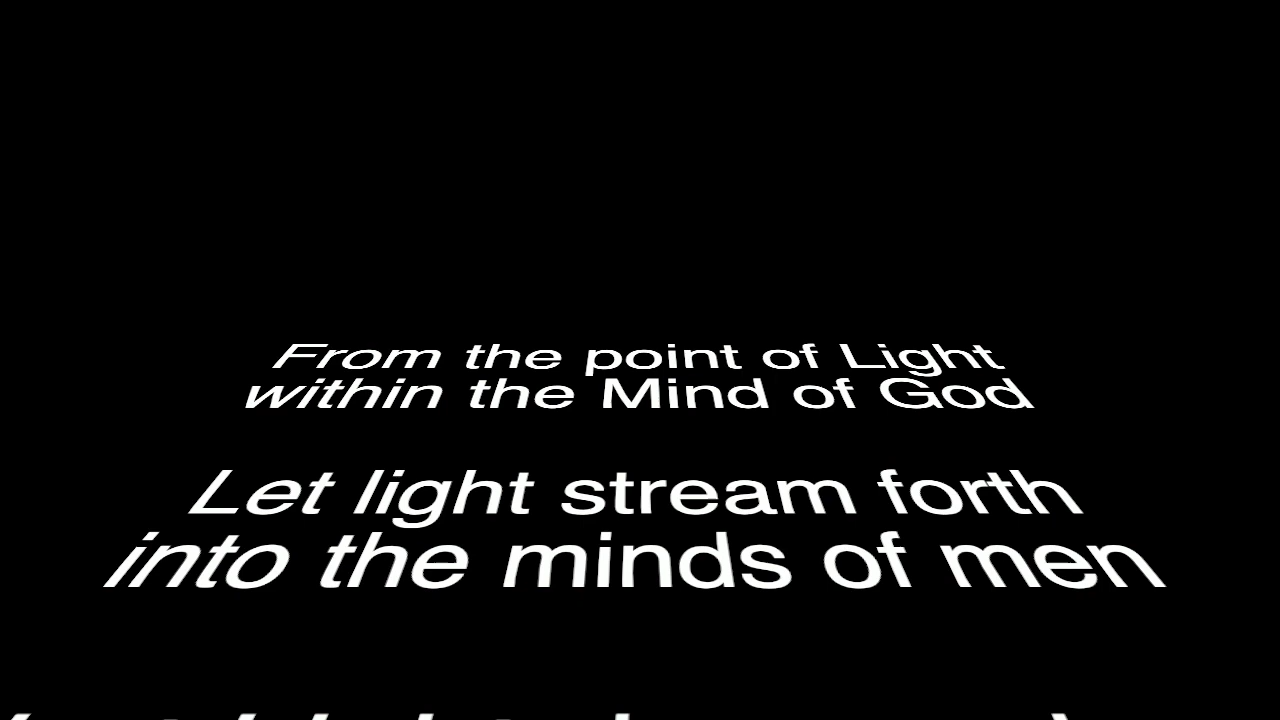 From the point of Light
within the Mind of God
Let light stream forth
into the minds of men